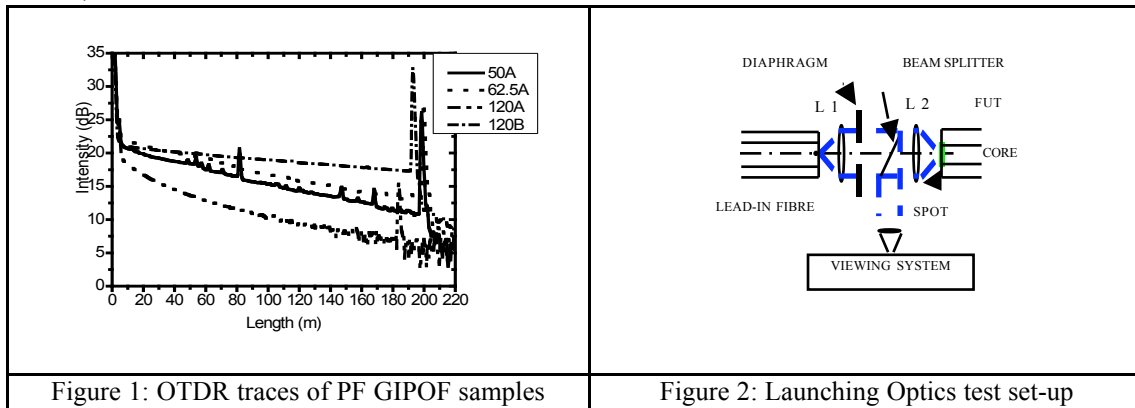 35
30
25
20
15
10
5
0
Intensity (dB)
0 20 40 60 80 100 120 140 160 180 200 220
Length (m)
50A
62.5A
120A
120B
DIAPHRAGM
BEAM SPLITTER
L 1
L 2
FUT
CORE
LEAD-IN FIBRE
SPOT
VIEWING SYSTEM
Figure 1: OTDR traces of PF GIPOF samples
Figure 2: Launching Optics test set-up